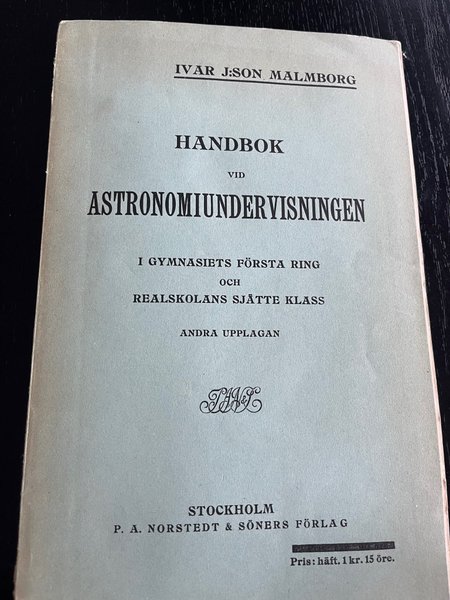 IVAR J:SON MALMBORG
HANDBOK
VID
ASTRONOMIUNDERVISNINGEN
I GYMNASIETS FÖRSTA RING
OCH
REALSKOLANS SJÄTTE KLASS
ANDRA UPPLAGAN
STOCKHOLM
P. A. NORSTEDT & SÖNERS FÖRLAG
Pris: häft. 1 kr. 15 öre.